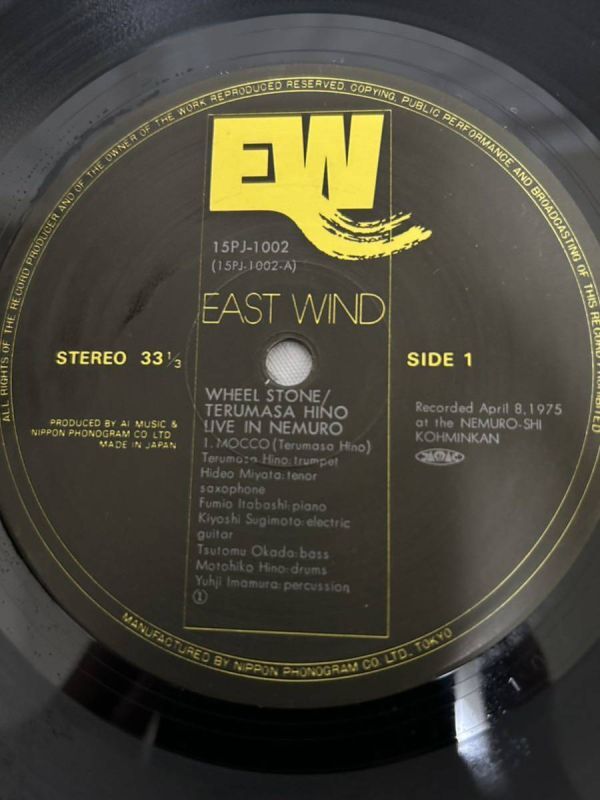 ALL RIGHTS OF THE RECORD PRODUCER AND OF THE OWNER OF THE WORK REPRODUCED RESERVED. COPYING, PUBLIC PERFORMANCE AND BROADCASTING OF THIS RECORD
EW
15PJ-1002
(15PJ-1002-A)
EAST WIND
STEREO 33 1/3
SIDE 1
WHEEL STONE/
TERUMASA HINO
LIVE IN NEMURO
1. MOCCO (Terumasa Hino)
Terumasa Hino: trumpet
Hideo Miyata: tenor
saxophone
Fumio Itabashi: piano
Kiyoshi Sugimoto: electric
guitar
Tsutomu Okada: bass
Motohiko Hino: drums
Yuhji Imamura: percussion
①
PRODUCED BY AI MUSIC &
NIPPON PHONOGRAM CO LTD
MADE IN JAPAN
Recorded April 8, 1975
at the NEMURO-SHI
KOHMINKAN
JASRAC
MANUFACTURED BY NIPPON PHONOGRAM CO. LTD., TOKYO